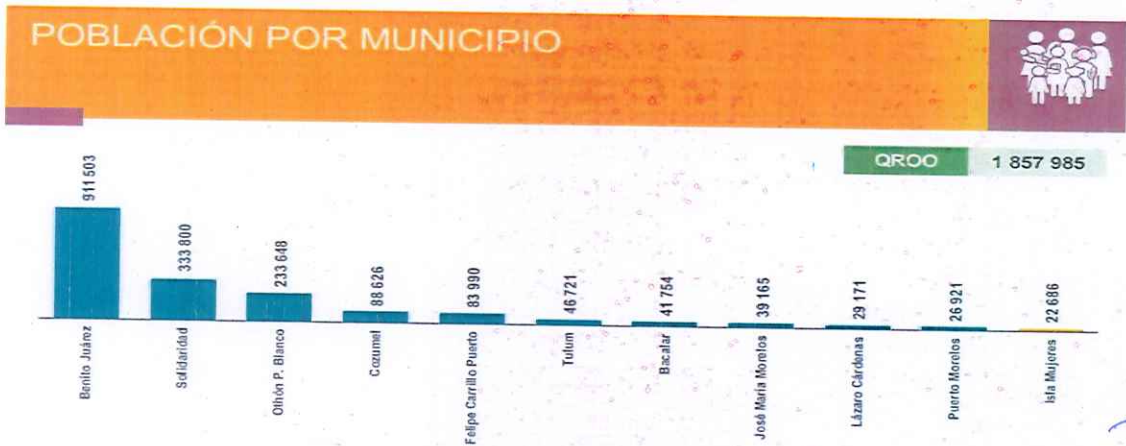 POBLACIÓN POR MUNICIPIO
QROO 1 857 985
911 503
333 800
233 648
88 626
83 990
46 721
41 754
39 165
29 171
26 921
22 686
Benito Juárez
Solidaridad
Othón P. Blanco
Cozumel
Felipe Carrillo Puerto
Tulum
Bacalar
José María Morelos
Lázaro Cárdenas
Puerto Morelos
Isla Mujeres